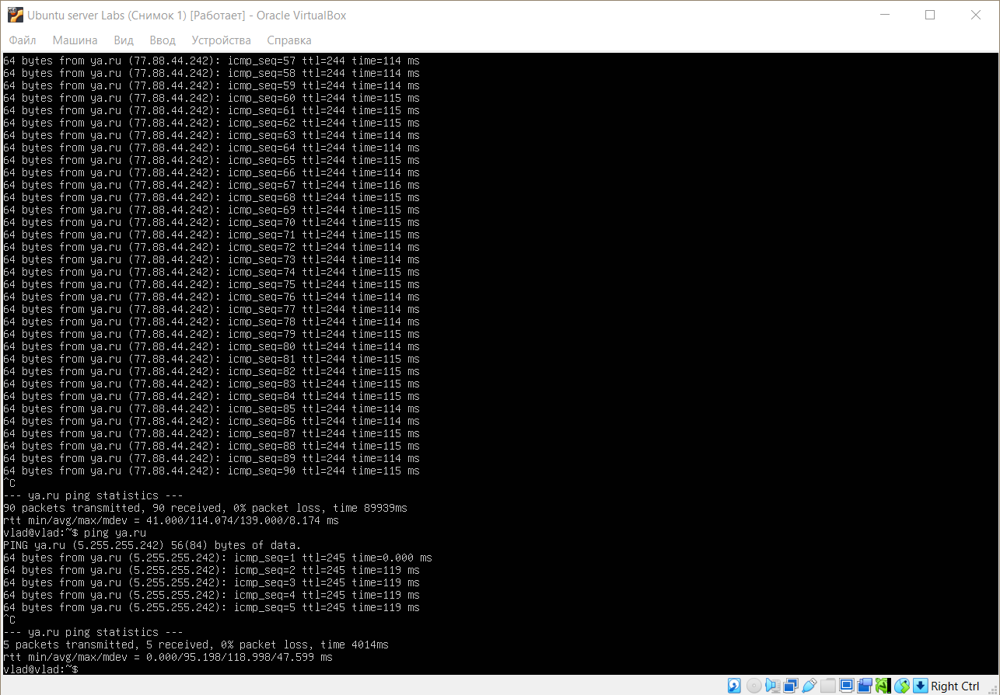 Ubuntu server Labs (Снимок 1) [Работает] - Oracle VirtualBox
Файл Машина Вид Ввод Устройства Справка
64 bytes from ya.ru (77.88.44.242): icmp_seq=57 ttl=244 time=114 ms
64 bytes from ya.ru (77.88.44.242): icmp_seq=58 ttl=244 time=114 ms
64 bytes from ya.ru (77.88.44.242): icmp_seq=59 ttl=244 time=114 ms
64 bytes from ya.ru (77.88.44.242): icmp_seq=60 ttl=244 time=115 ms
64 bytes from ya.ru (77.88.44.242): icmp_seq=61 ttl=244 time=115 ms
64 bytes from ya.ru (77.88.44.242): icmp_seq=62 ttl=244 time=115 ms
64 bytes from ya.ru (77.88.44.242): icmp_seq=63 ttl=244 time=114 ms
64 bytes from ya.ru (77.88.44.242): icmp_seq=64 ttl=244 time=114 ms
64 bytes from ya.ru (77.88.44.242): icmp_seq=65 ttl=244 time=115 ms
64 bytes from ya.ru (77.88.44.242): icmp_seq=66 ttl=244 time=114 ms
64 bytes from ya.ru (77.88.44.242): icmp_seq=67 ttl=244 time=116 ms
64 bytes from ya.ru (77.88.44.242): icmp_seq=68 ttl=244 time=115 ms
64 bytes from ya.ru (77.88.44.242): icmp_seq=69 ttl=244 time=115 ms
64 bytes from ya.ru (77.88.44.242): icmp_seq=70 ttl=244 time=115 ms
64 bytes from ya.ru (77.88.44.242): icmp_seq=71 ttl=244 time=115 ms
64 bytes from ya.ru (77.88.44.242): icmp_seq=72 ttl=244 time=114 ms
64 bytes from ya.ru (77.88.44.242): icmp_seq=73 ttl=244 time=114 ms
64 bytes from ya.ru (77.88.44.242): icmp_seq=74 ttl=244 time=115 ms
64 bytes from ya.ru (77.88.44.242): icmp_seq=75 ttl=244 time=115 ms
64 bytes from ya.ru (77.88.44.242): icmp_seq=76 ttl=244 time=114 ms
64 bytes from ya.ru (77.88.44.242): icmp_seq=77 ttl=244 time=114 ms
64 bytes from ya.ru (77.88.44.242): icmp_seq=78 ttl=244 time=114 ms
64 bytes from ya.ru (77.88.44.242): icmp_seq=79 ttl=244 time=115 ms
64 bytes from ya.ru (77.88.44.242): icmp_seq=80 ttl=244 time=114 ms
64 bytes from ya.ru (77.88.44.242): icmp_seq=81 ttl=244 time=115 ms
64 bytes from ya.ru (77.88.44.242): icmp_seq=82 ttl=244 time=115 ms
64 bytes from ya.ru (77.88.44.242): icmp_seq=83 ttl=244 time=115 ms
64 bytes from ya.ru (77.88.44.242): icmp_seq=84 ttl=244 time=115 ms
64 bytes from ya.ru (77.88.44.242): icmp_seq=85 ttl=244 time=114 ms
64 bytes from ya.ru (77.88.44.242): icmp_seq=86 ttl=244 time=114 ms
64 bytes from ya.ru (77.88.44.242): icmp_seq=87 ttl=244 time=115 ms
64 bytes from ya.ru (77.88.44.242): icmp_seq=88 ttl=244 time=115 ms
64 bytes from ya.ru (77.88.44.242): icmp_seq=89 ttl=244 time=114 ms
64 bytes from ya.ru (77.88.44.242): icmp_seq=90 ttl=244 time=115 ms
^C
--- ya.ru ping statistics ---
90 packets transmitted, 90 received, 0% packet loss, time 89939ms
rtt min/avg/max/mdev = 41.000/114.074/139.000/8.174 ms
vlad@vlad:~$ ping ya.ru
PING ya.ru (5.255.255.242) 56(84) bytes of data.
64 bytes from ya.ru (5.255.255.242): icmp_seq=1 ttl=245 time=0.000 ms
64 bytes from ya.ru (5.255.255.242): icmp_seq=2 ttl=245 time=119 ms
64 bytes from ya.ru (5.255.255.242): icmp_seq=3 ttl=245 time=119 ms
64 bytes from ya.ru (5.255.255.242): icmp_seq=4 ttl=245 time=119 ms
64 bytes from ya.ru (5.255.255.242): icmp_seq=5 ttl=245 time=119 ms
^C
--- ya.ru ping statistics ---
5 packets transmitted, 5 received, 0% packet loss, time 4014ms
rtt min/avg/max/mdev = 0.000/95.198/118.998/47.599 ms
vlad@vlad:~$
Right Ctrl